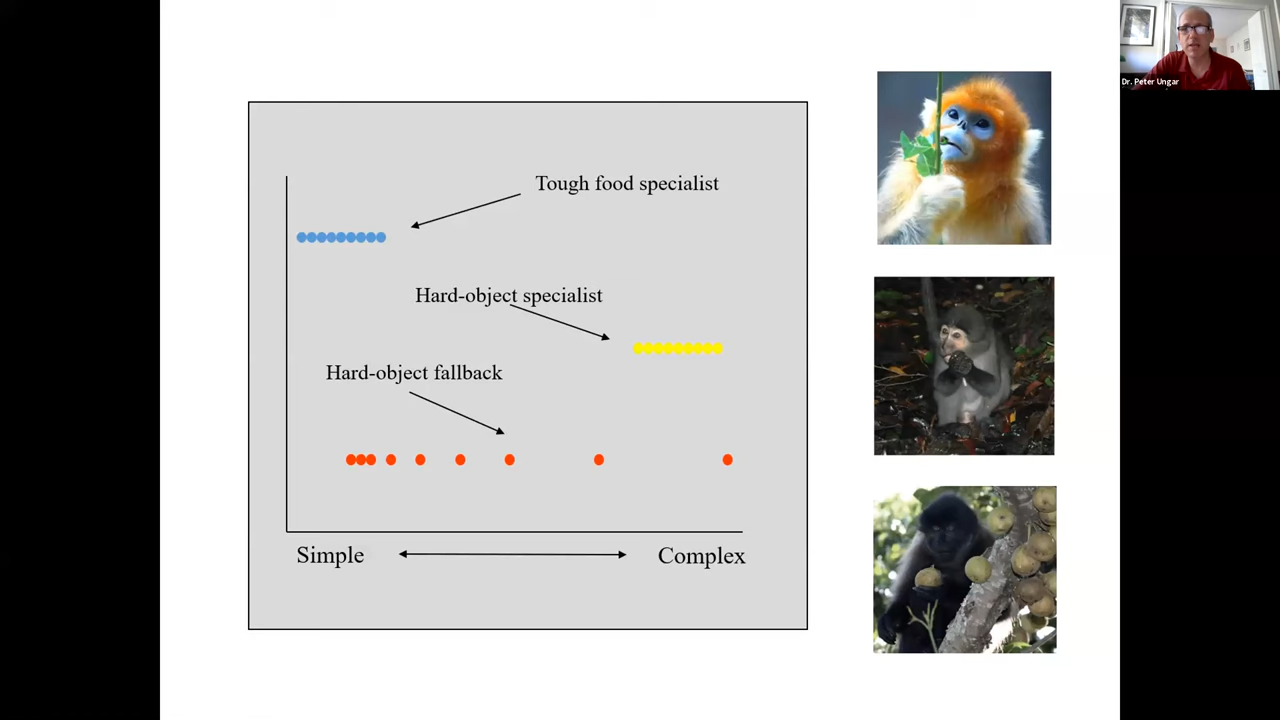 Dr. Peter Ungar
Tough food specialist
Hard-object specialist
Hard-object fallback
Simple
Complex